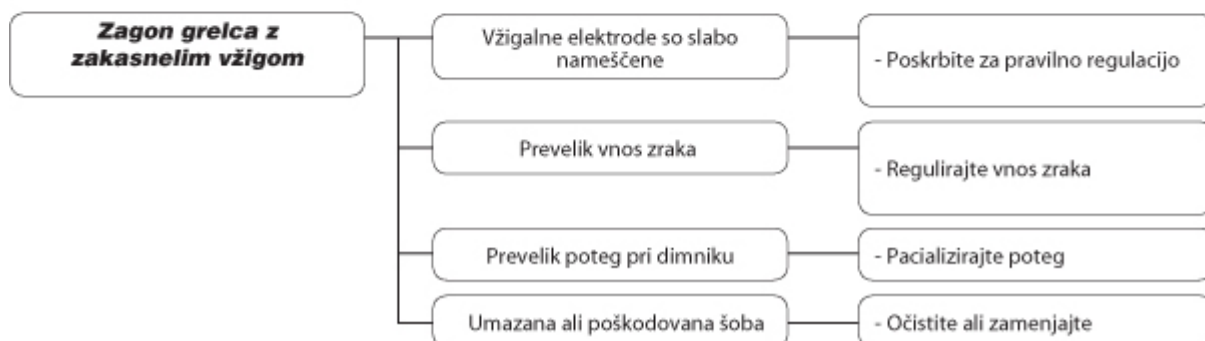 Zagon grelca z
zakasnelim vžigom
Vžigalne elektrode so slabo
nameščene
- Poskrbite za pravilno regulacijo
Prevelik vnos zraka
- Regulirajte vnos zraka
Prevelik poteg pri dimniku
- Pacializirajte poteg
Umazana ali poškodovana šoba
- Očistite ali zamenjajte